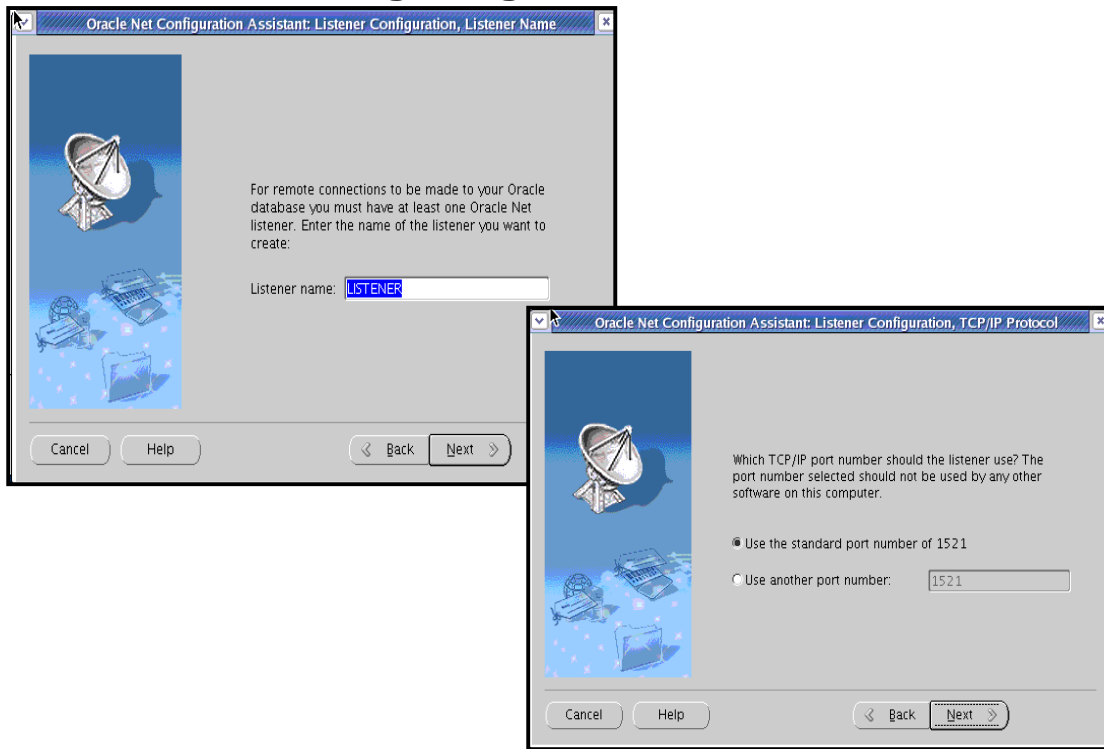 Oracle Net Configuration Assistant: Listener Configuration, Listener Name
For remote connections to be made to your Oracle
database you must have at least one Oracle Net
listener. Enter the name of the listener you want to
create:
Listener name: LISTENER
Cancel Help Back Next
Oracle Net Configuration Assistant: Listener Configuration, TCP/IP Protocol
Which TCP/IP port number should the listener use? The
port number selected should not be used by any other
software on this computer.
Use the standard port number of 1521
Use another port number: 1521
Cancel Help Back Next